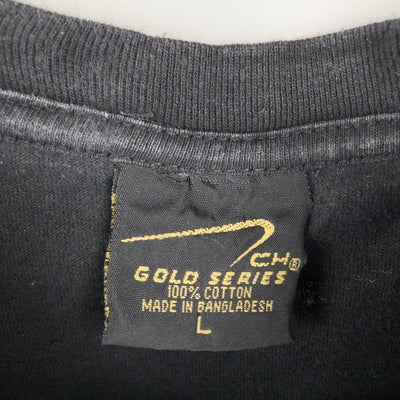 CH®
GOLD SERIES
100% COTTON
MADE IN BANGLADESH
L